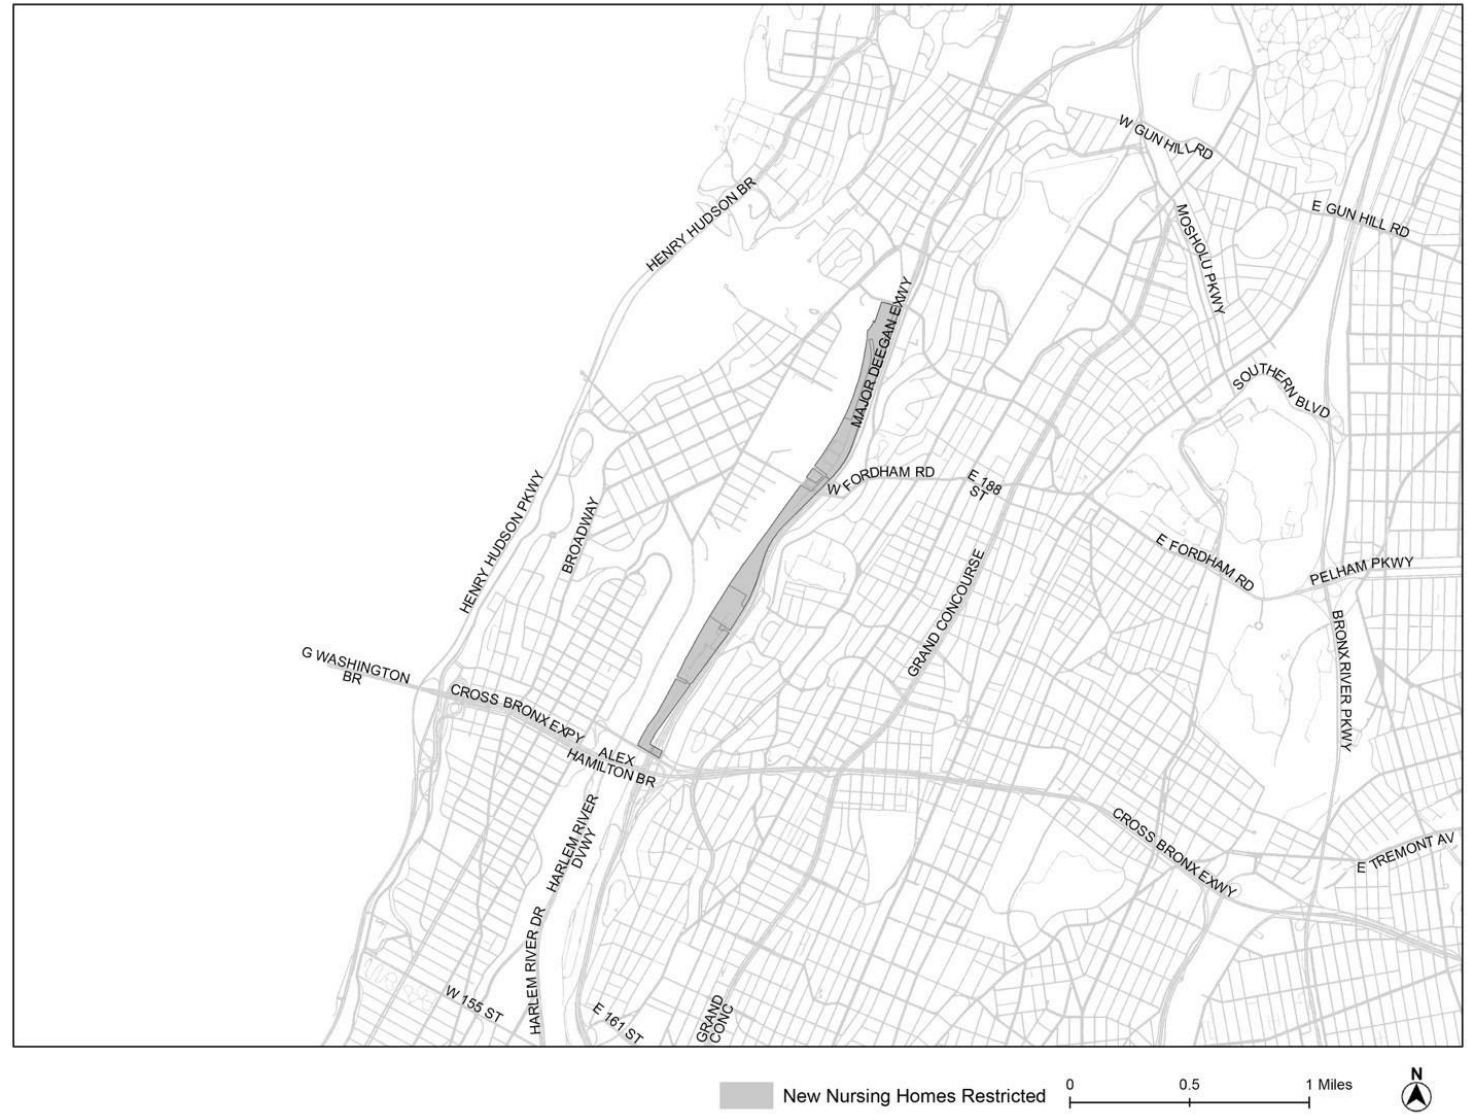 W GUN HILL RD
E GUN HILL RD
HENRY HUDSON BR
MOSHOLU PKWY
MAJOR DEEGAN EXWY
SOUTHERN BLVD
W FORDHAM RD
E 188
ST
HENRY HUDSON PKWY
BROADWAY
E FORDHAM RD
PELHAM PKWY
GRAND CONCOURSE
BRONX RIVER PKWY
G WASHINGTON
BR
CROSS BRONX EXPY
ALEX
HAMILTON BR
HARLEM RIVER
DVWY
CROSS BRONX EXWY
E TREMONT AV
HARLEM RIVER DR
W 155 ST
E 161 ST
GRAND
CONC
New Nursing Homes Restricted
0 0.5 1 Miles
N